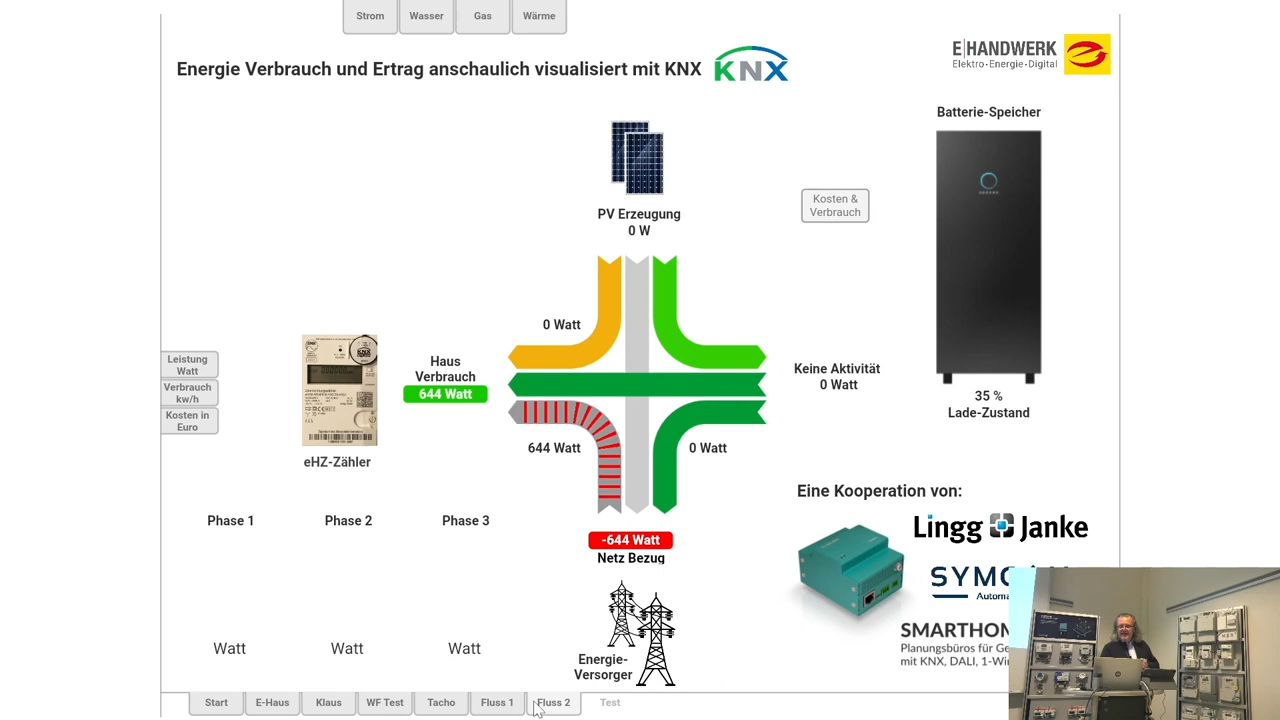 Strom
Wasser
Gas
Wärme
Energie Verbrauch und Ertrag anschaulich visualisiert mit KNX
KNX
E HANDWERK
Elektro·Energie·Digital
Batterie-Speicher
PV Erzeugung
0 W
Kosten &
Verbrauch
0 Watt
Leistung
Watt
Verbrauch
kw/h
Kosten in
Euro
KNX
Haus
Verbrauch
644 Watt
Keine Aktivität
0 Watt
35 %
Lade-Zustand
644 Watt
0 Watt
eHZ-Zähler
Eine Kooperation von:
Phase 1
Phase 2
Phase 3
Lingg Janke
-644 Watt
Netz Bezug
Watt
Watt
Watt
Energie-
Versorger
Start
E-Haus
Klaus
WF Test
Tacho
Fluss 1
Fluss 2
Test